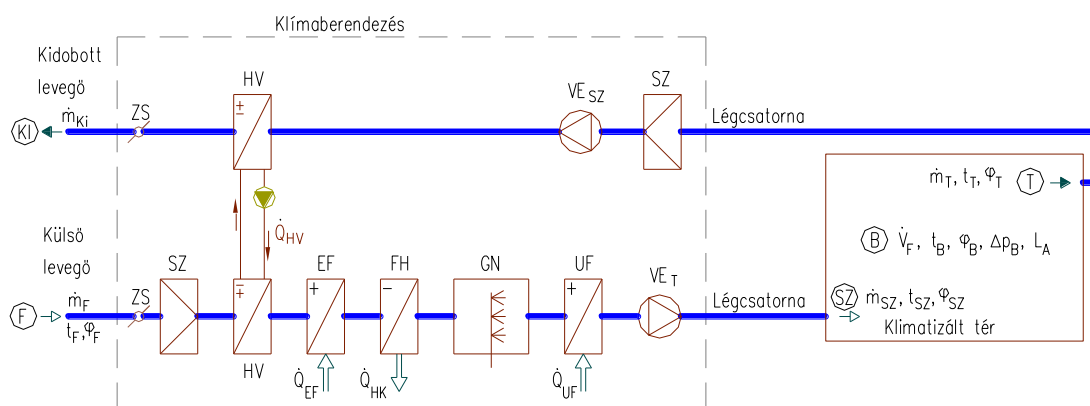 Klímaberendezés
Kidobott
levegő
HV
VE_SZ
SZ
KI
ṁ_Ki
ZS
Légcsatorna
ṁ_T, t_T, φ_T
T
Q̇_HV
B
V̇_F, t_B, φ_B, Δp_B, L_A
Külső
levegő
SZ
EF
FH
GN
UF
VE_T
F
ṁ_F
t_F, φ_F
ZS
Légcsatorna
SZ
ṁ_SZ, t_SZ, φ_SZ
Klimatizált tér
HV
Q̇_EF
Q̇_HK
Q̇_UF